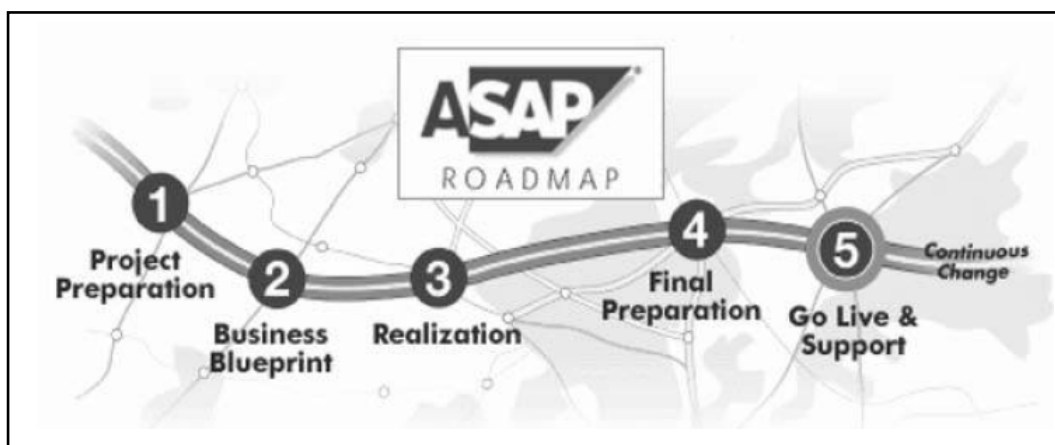 ASAP
ROADMAP
1
Project
Preparation
2
Business
Blueprint
3
Realization
4
Final
Preparation
5
Go Live &
Support
Continuous
Change